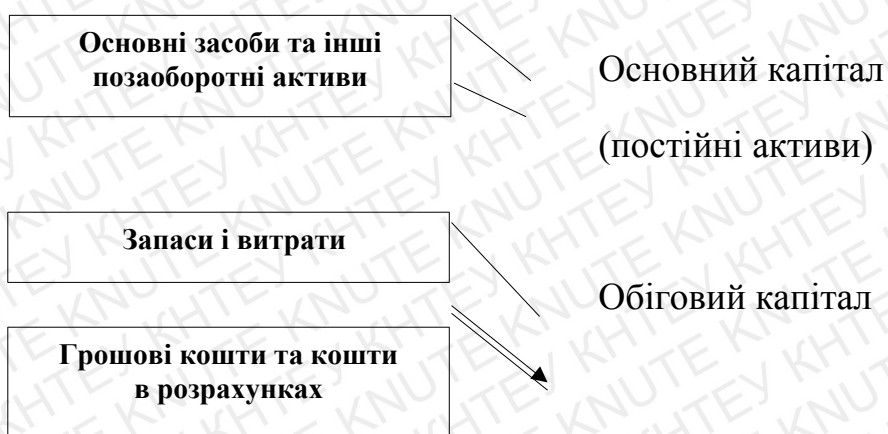 Основні засоби та інші
позаоборотні активи
Основний капітал
(постійні активи)
Запаси і витрати
Обіговий капітал
Грошові кошти та кошти
в розрахунках